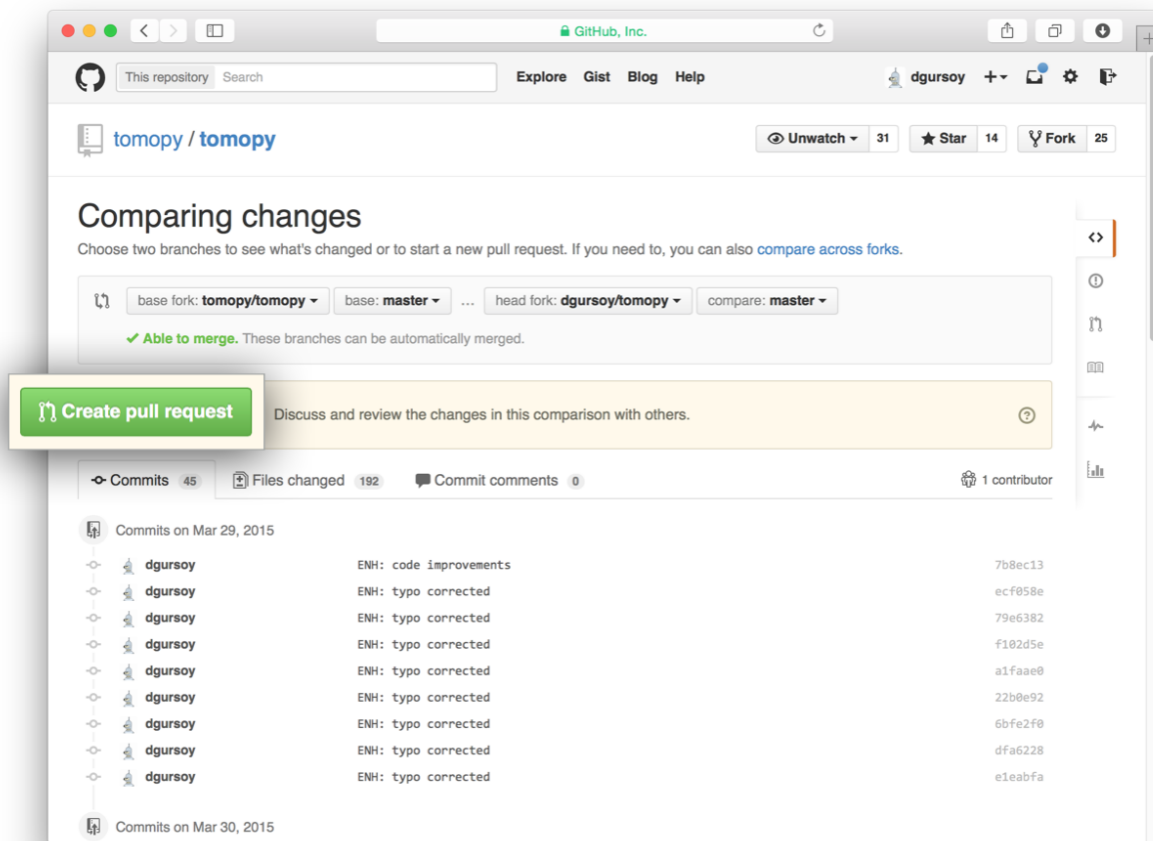 GitHub, Inc.
This repository Search Explore Gist Blog Help dgursoy
tomopy / tomopy Unwatch 31 Star 14 Fork 25
Comparing changes
Choose two branches to see what's changed or to start a new pull request. If you need to, you can also compare across forks.
base fork: tomopy/tomopy base: master ... head fork: dgursoy/tomopy compare: master
Able to merge. These branches can be automatically merged.
Create pull request Discuss and review the changes in this comparison with others.
Commits 45 Files changed 192 Commit comments 0 1 contributor
Commits on Mar 29, 2015
dgursoy ENH: code improvements 7b8ec13
dgursoy ENH: typo corrected ecf058e
dgursoy ENH: typo corrected 79e6382
dgursoy ENH: typo corrected f102d5e
dgursoy ENH: typo corrected a1faae0
dgursoy ENH: typo corrected 22b0e92
dgursoy ENH: typo corrected 6bfe2f0
dgursoy ENH: typo corrected dfa6228
dgursoy ENH: typo corrected e1eabfa
Commits on Mar 30, 2015